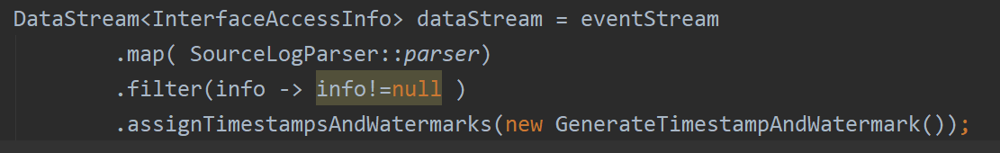 DataStream<InterfaceAccessInfo> dataStream = eventStream
.map( SourceLogParser::parser)
.filter(info -> info!=null )
.assignTimestampsAndWatermarks(new GenerateTimestampAndWatermark());